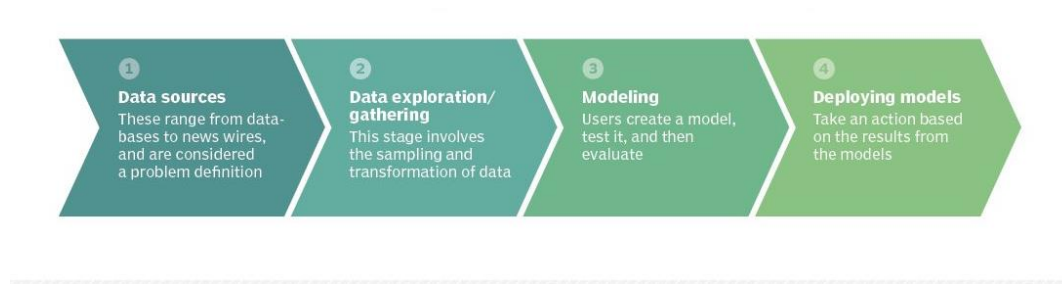 1
Data sources
These range from data-
bases to news wires,
and are considered
a problem definition
2
Data exploration/
gathering
This stage involves
the sampling and
transformation of data
3
Modeling
Users create a model,
test it, and then
evaluate
4
Deploying models
Take an action based
on the results from
the models